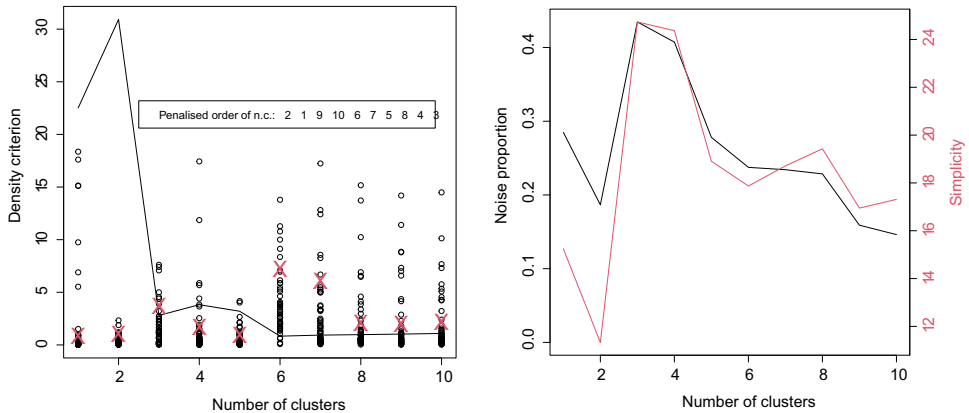 Density criterion
30
25
20
15
10
5
0
Penalised order of n.c.: 2 1 9 10 6 7 5 8 4 3
2 4 6 8 10
Number of clusters
Noise proportion
0.4
0.3
0.2
0.1
0.0
2 4 6 8 10
Number of clusters
24
22
20
18
16
14
12
Simplicity